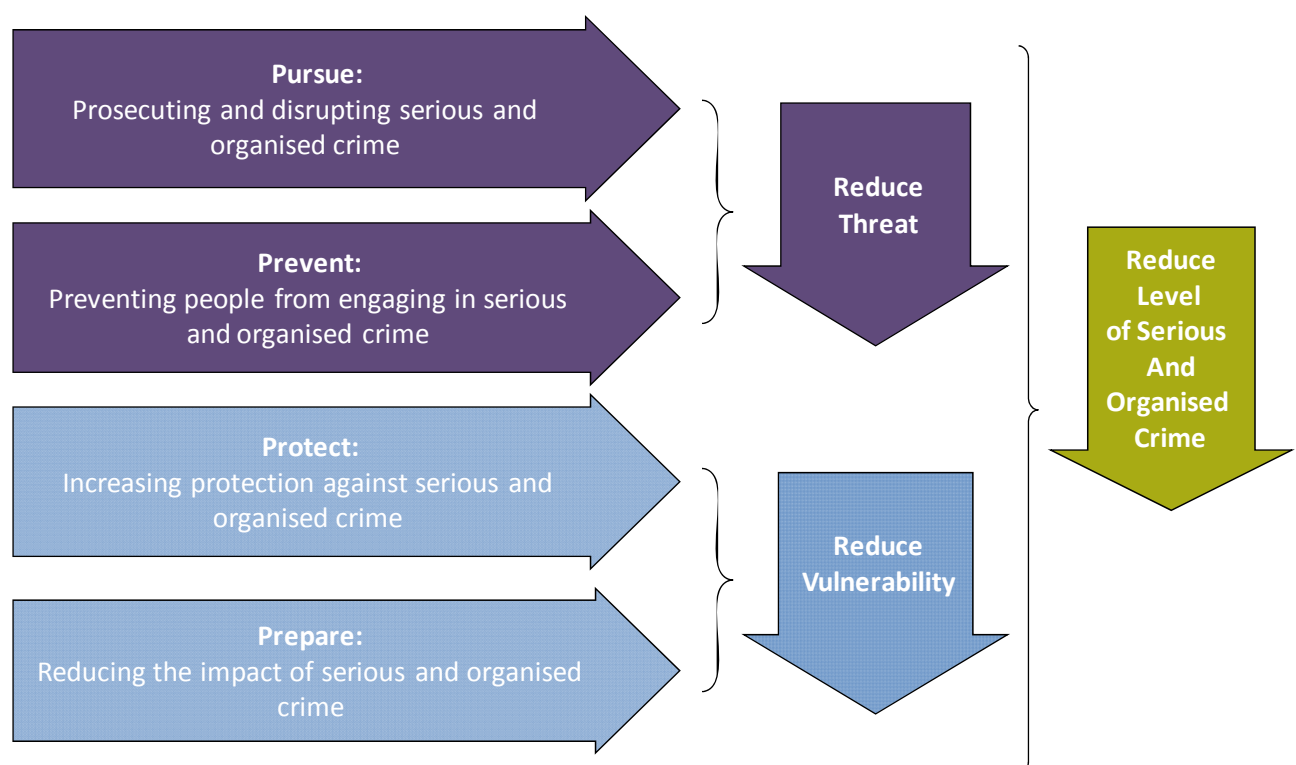 Pursue:
Prosecuting and disrupting serious and
organised crime
Prevent:
Preventing people from engaging in serious
and organised crime
Protect:
Increasing protection against serious and
organised crime
Prepare:
Reducing the impact of serious and organised
crime
Reduce
Threat
Reduce
Vulnerability
Reduce
Level
of Serious
And
Organised
Crime